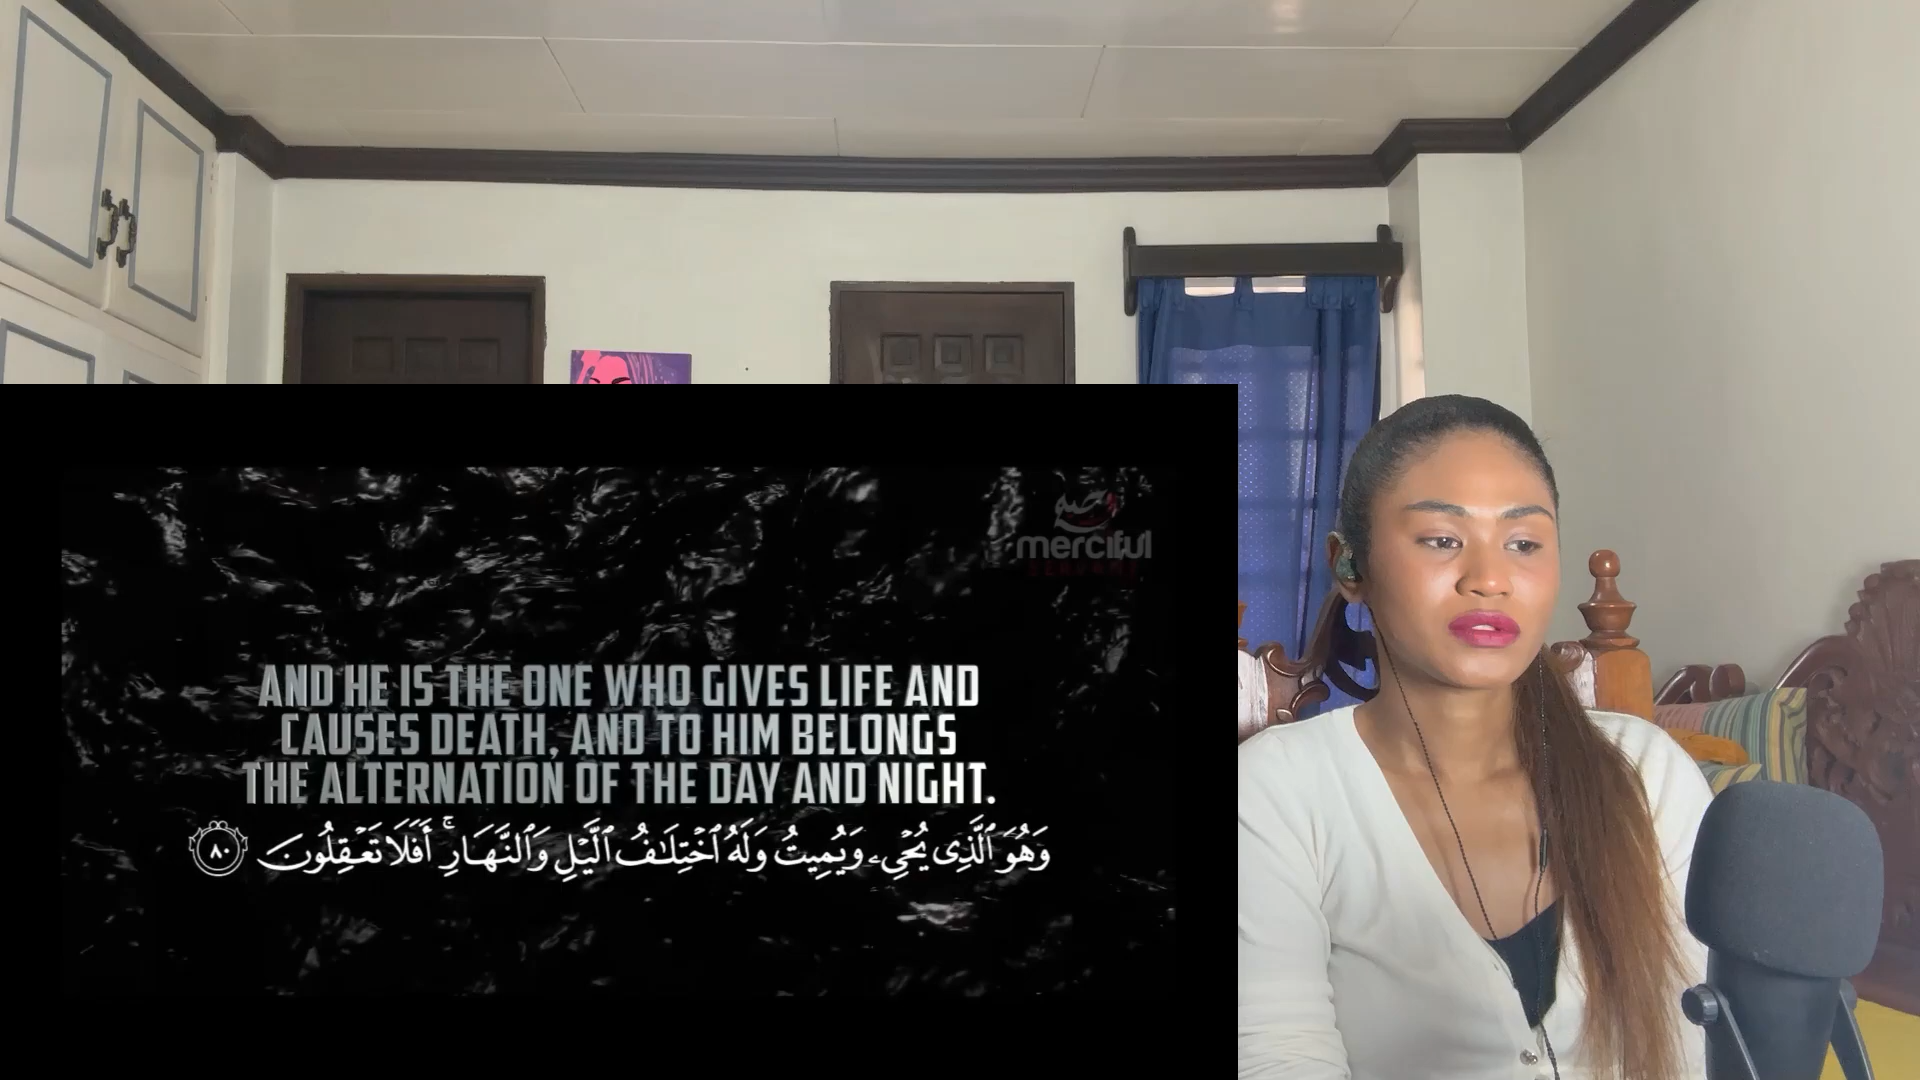 merciful
SERVANT
AND HE IS THE ONE WHO GIVES LIFE AND
CAUSES DEATH, AND TO HIM BELONGS
THE ALTERNATION OF THE DAY AND NIGHT.
وَهُوَ ٱلَّذِى يُحْىِۦ وَيُمِيتُ وَلَهُ ٱخْتِلَـٰفُ ٱلَّيْلِ وَٱلنَّهَارِ ۚ أَفَلَا تَعْقِلُونَ ٨٠